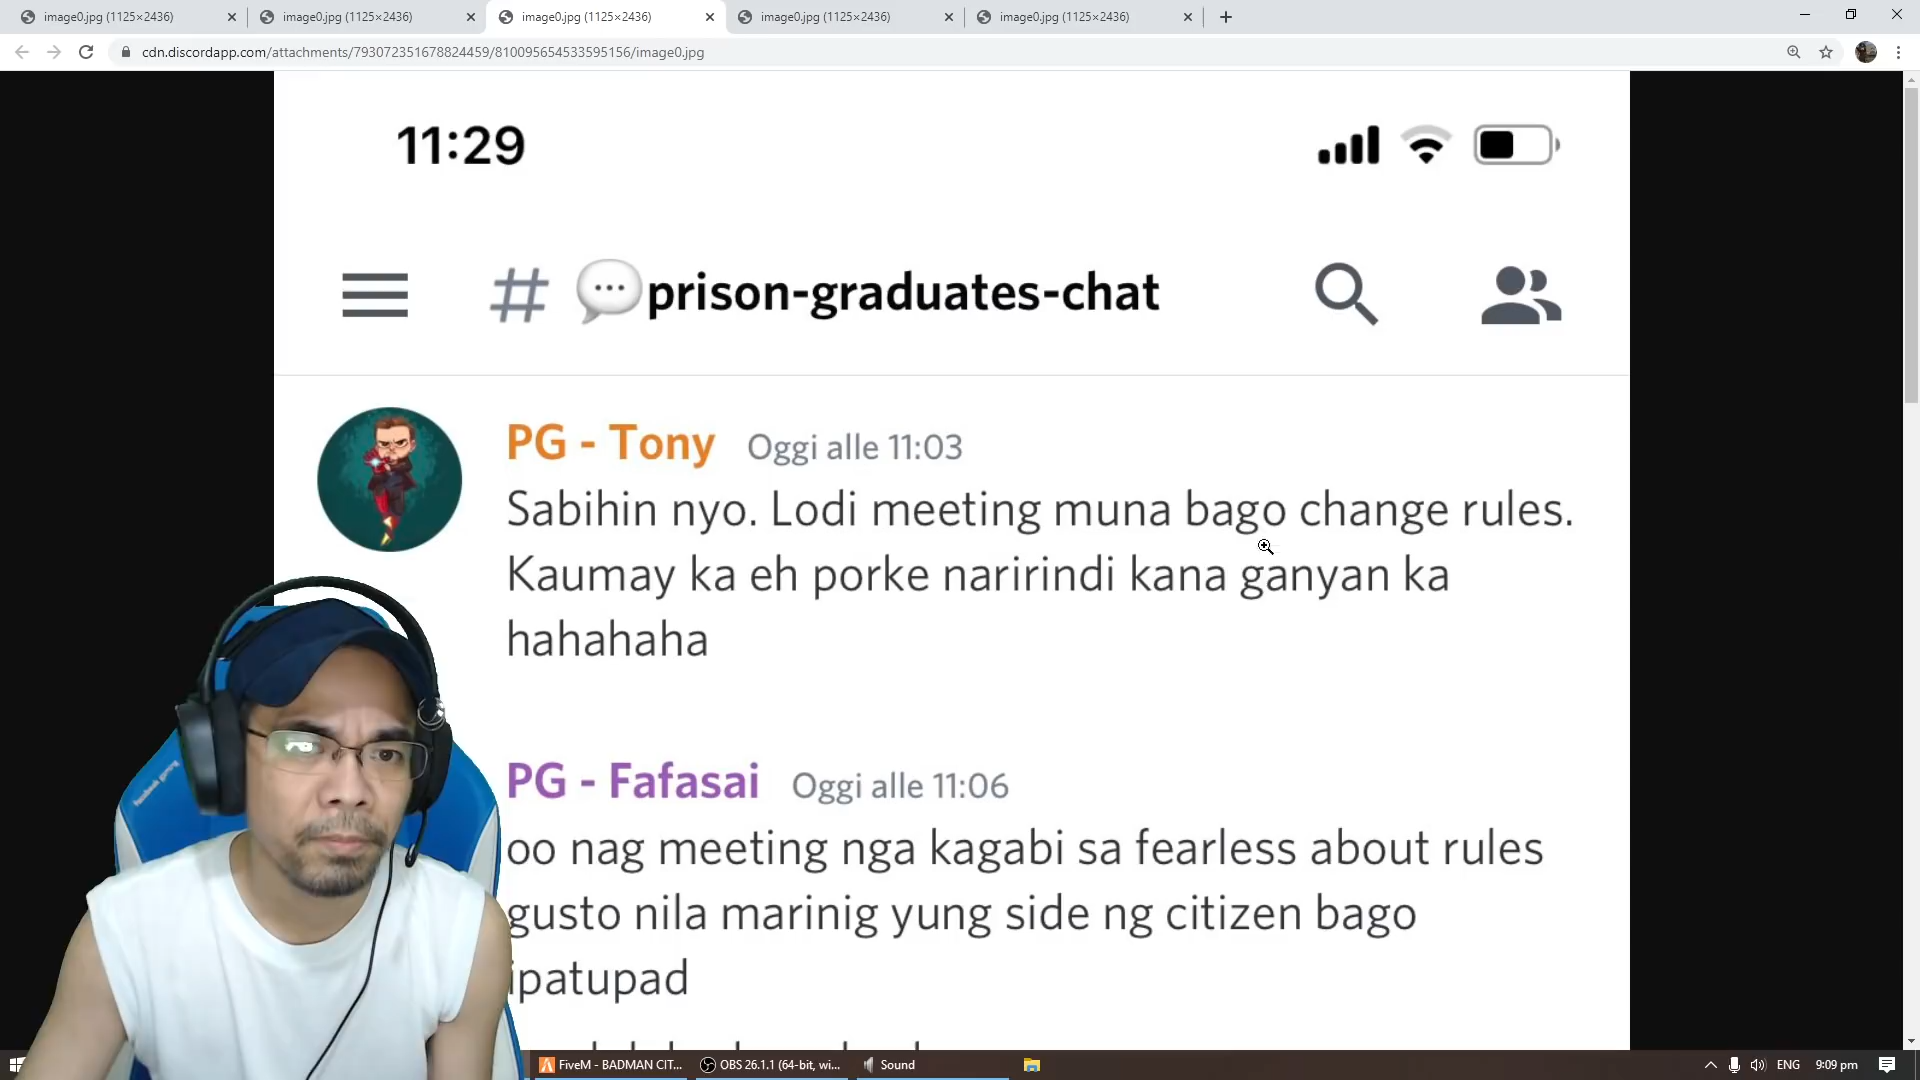 image0.jpg (1125×2436)
image0.jpg (1125×2436)
image0.jpg (1125×2436)
image0.jpg (1125×2436)
image0.jpg (1125×2436)
cdn.discordapp.com/attachments/793072351678824459/810095654533595156/image0.jpg
11:29
# prison-graduates-chat
PG - Tony Oggi alle 11:03
Sabihin nyo. Lodi meeting muna bago change rules.
Kaumay ka eh porke naririndi kana ganyan ka
hahahaha
PG - Fafasai Oggi alle 11:06
oo nag meeting nga kagabi sa fearless about rules
gusto nila marinig yung side ng citizen bago
ipatupad
FiveM - BADMAN CIT...
OBS 26.1.1 (64-bit, wi...
Sound
ENG
9:09 pm